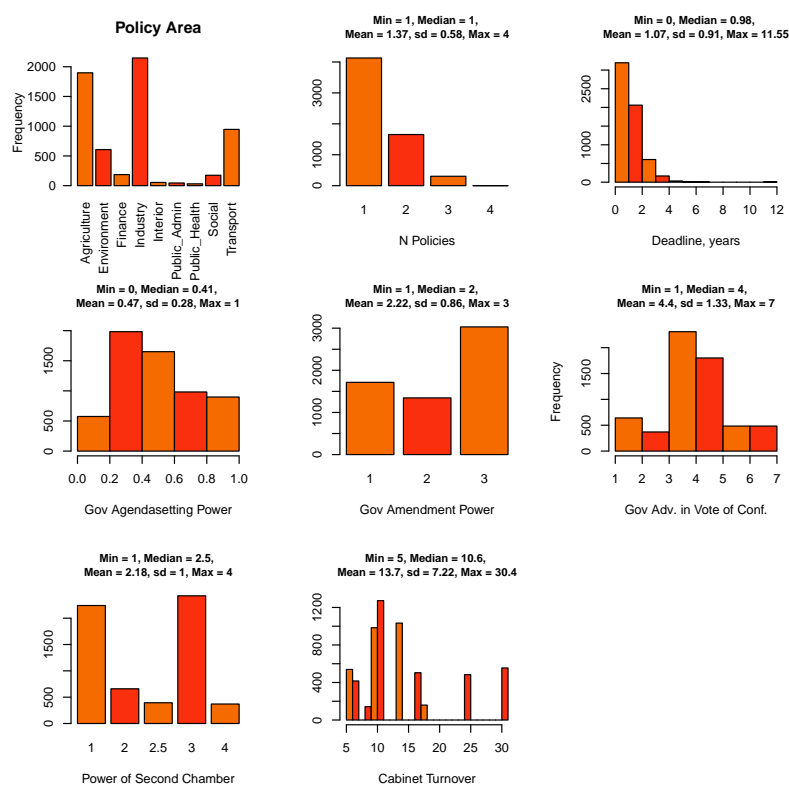 Policy Area
Frequency
0
500
1000
1500
2000
Agriculture
Environment
Finance
Industry
Interior
Public_Admin
Public_Health
Social
Transport
Min = 1, Median = 1,
Mean = 1.37, sd = 0.58, Max = 4
0
1000
3000
1 2 3 4
N Policies
Min = 0, Median = 0.98,
Mean = 1.07, sd = 0.91, Max = 11.55
0
1000
2500
0 2 4 6 8 10 12
Deadline, years
Min = 0, Median = 0.41,
Mean = 0.47, sd = 0.28, Max = 1
0
500
1500
0.0 0.2 0.4 0.6 0.8 1.0
Gov Agendasetting Power
Min = 1, Median = 2,
Mean = 2.22, sd = 0.86, Max = 3
0
1000
2000
3000
1 2 3
Gov Amendment Power
Min = 1, Median = 4,
Mean = 4.4, sd = 1.33, Max = 7
Frequency
0
500
1500
1 2 3 4 5 6 7
Gov Adv. in Vote of Conf.
Min = 1, Median = 2.5,
Mean = 2.18, sd = 1, Max = 4
0
500
1500
1 2 2.5 3 4
Power of Second Chamber
Min = 5, Median = 10.6,
Mean = 13.7, sd = 7.22, Max = 30.4
0
400
800
1200
5 10 15 20 25 30
Cabinet Turnover